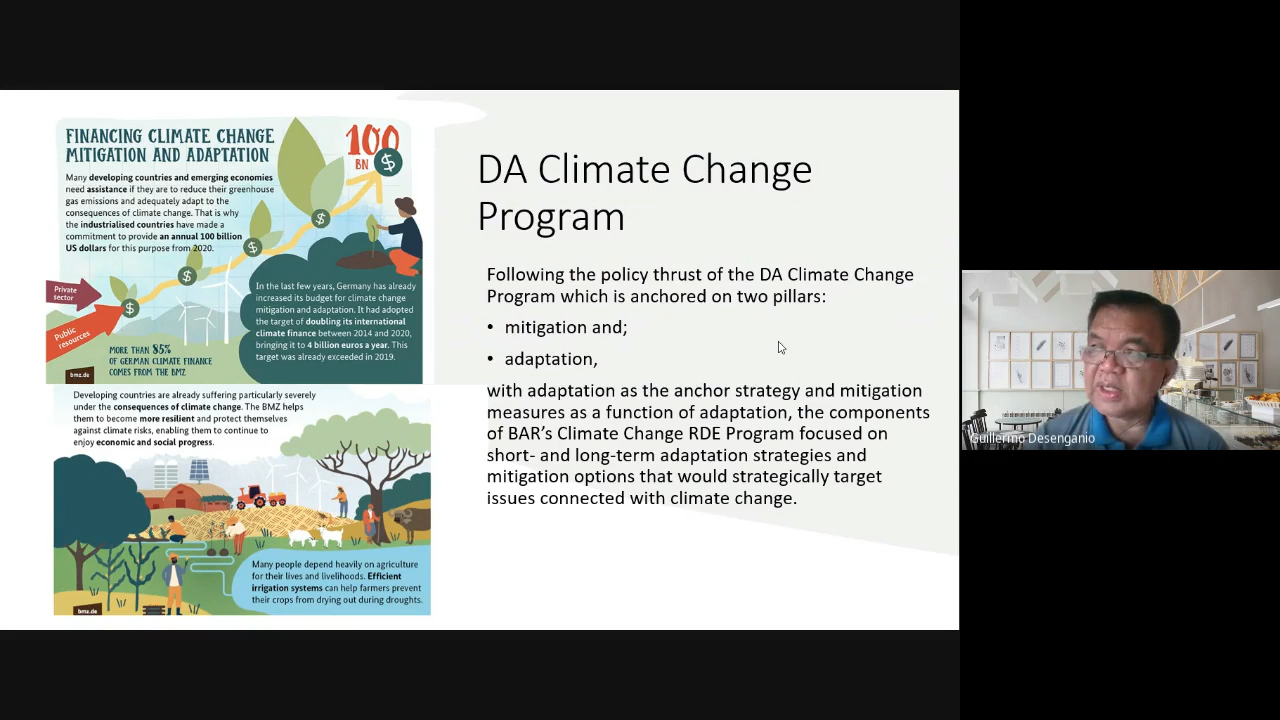 FINANCING CLIMATE CHANGE
MITIGATION AND ADAPTATION
Many developing countries and emerging economies
need assistance if they are to reduce their greenhouse
gas emissions and adequately adapt to the
consequences of climate change. That is why
the industrialised countries have made a
commitment to provide an annual 100 billion
US dollars for this purpose from 2020.
100
BN $
$
$
$
$
Private
sector
Public
resources
In the last few years, Germany has already
increased its budget for climate change
mitigation and adaptation. It had adopted
the target of doubling its international
climate finance between 2014 and 2020,
bringing it to 4 billion euros a year. This
target was already exceeded in 2019.
MORE THAN 85%
OF GERMAN CLIMATE FINANCE
COMES FROM THE BMZ
bmz.de
Developing countries are already suffering particularly severely
under the consequences of climate change. The BMZ helps
them to become more resilient and protect themselves
against climate risks, enabling them to continue to
enjoy economic and social progress.
Many people depend heavily on agriculture
for their lives and livelihoods. Efficient
irrigation systems can help farmers prevent
their crops from drying out during droughts.
bmz.de
DA Climate Change
Program
Following the policy thrust of the DA Climate Change
Program which is anchored on two pillars:
• mitigation and;
• adaptation,
with adaptation as the anchor strategy and mitigation
measures as a function of adaptation, the components
of BAR’s Climate Change RDE Program focused on
short- and long-term adaptation strategies and
mitigation options that would strategically target
issues connected with climate change.
Guillermo Desenganio